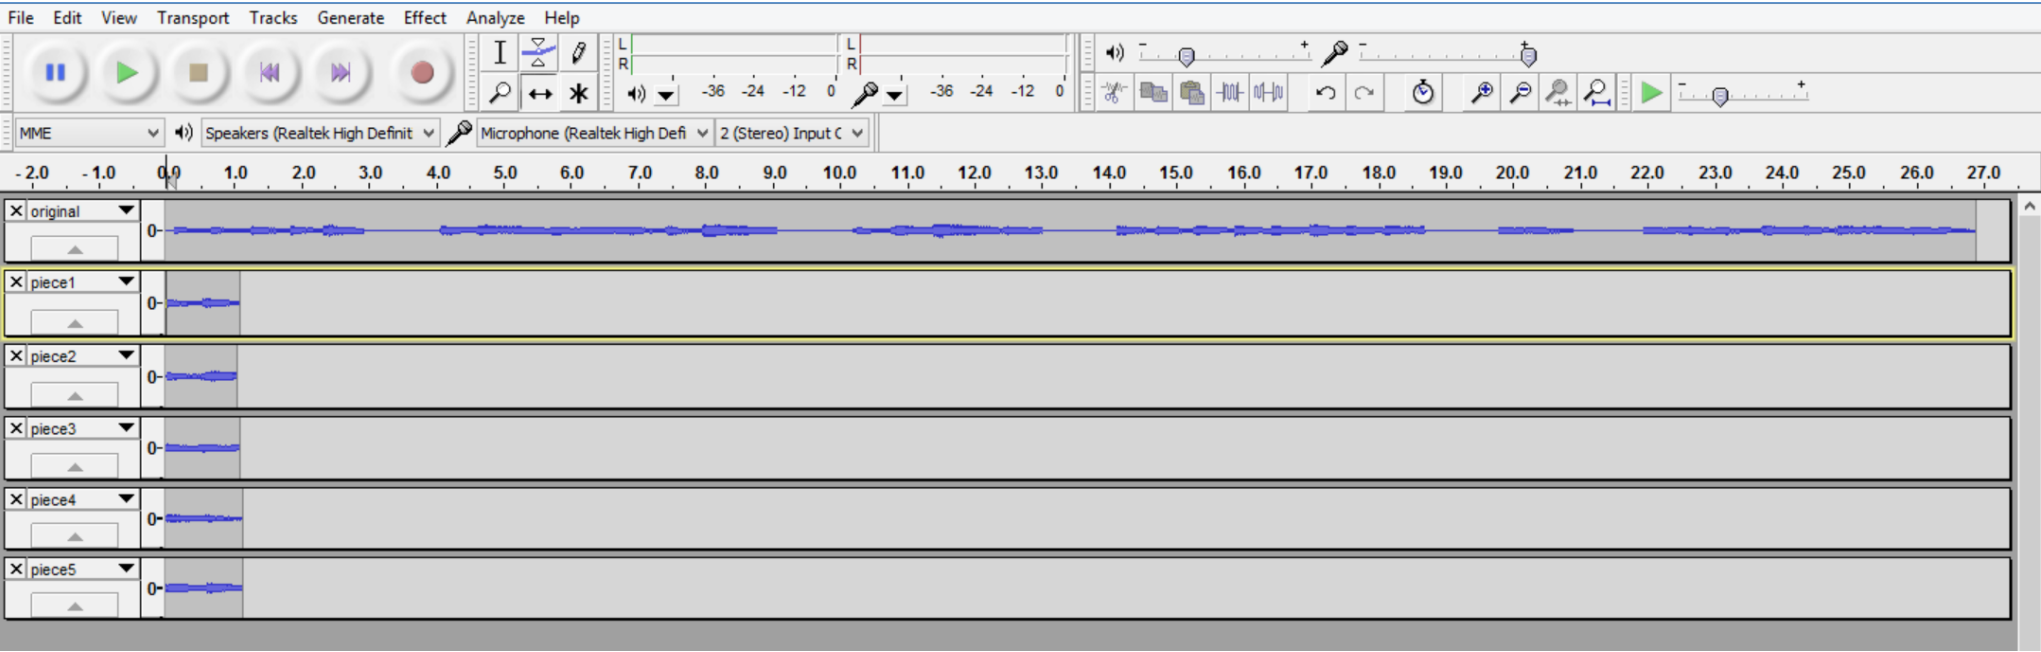 File Edit View Transport Tracks Generate Effect Analyze Help
L L
R R
-36 -24 -12 0 -36 -24 -12 0
- + - +
- +
MME Speakers (Realtek High Definit Microphone (Realtek High Defi 2 (Stereo) Input C
- 2.0 - 1.0 0.0 1.0 2.0 3.0 4.0 5.0 6.0 7.0 8.0 9.0 10.0 11.0 12.0 13.0 14.0 15.0 16.0 17.0 18.0 19.0 20.0 21.0 22.0 23.0 24.0 25.0 26.0 27.0
original
0-
piece1
0-
piece2
0-
piece3
0-
piece4
0-
piece5
0-